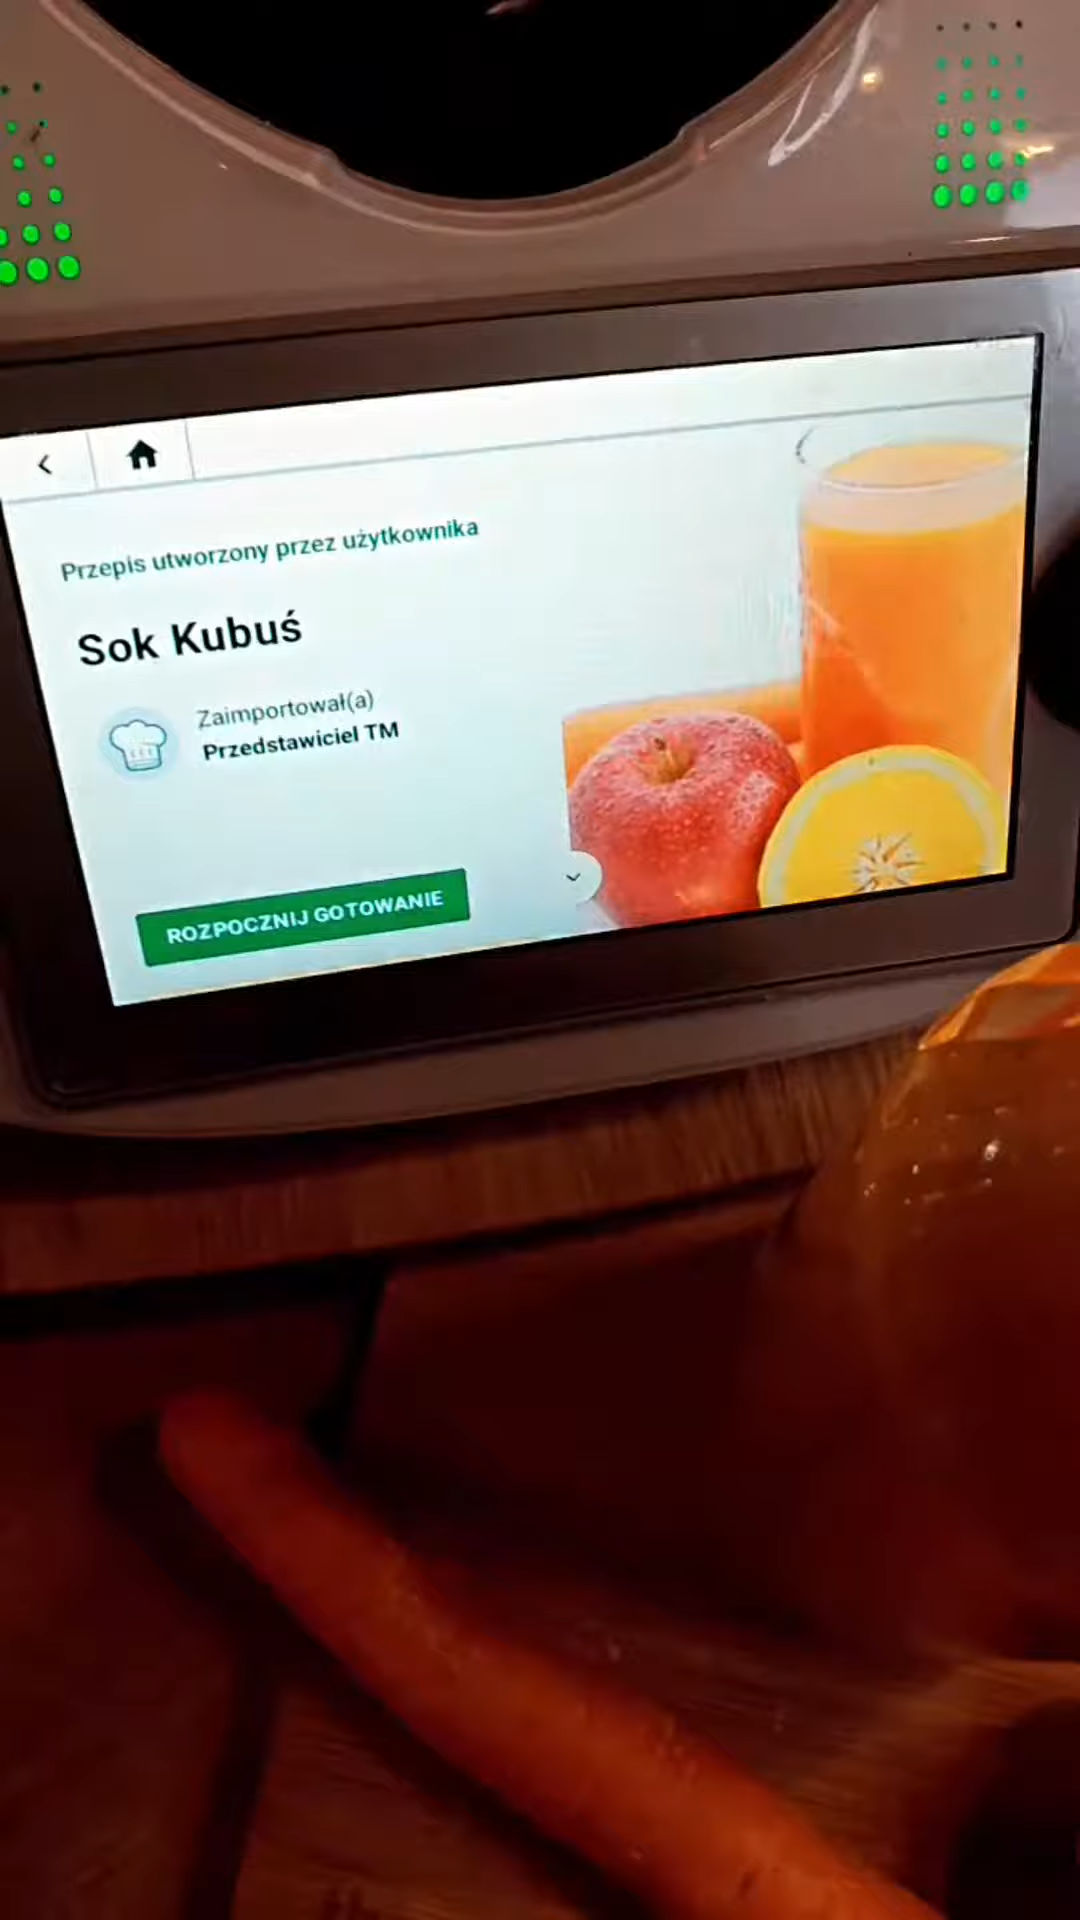 Przepis utworzony przez użytkownika
Sok Kubuś
Zaimportował(a)
Przedstawiciel TM
ROZPOCZNIJ GOTOWANIE